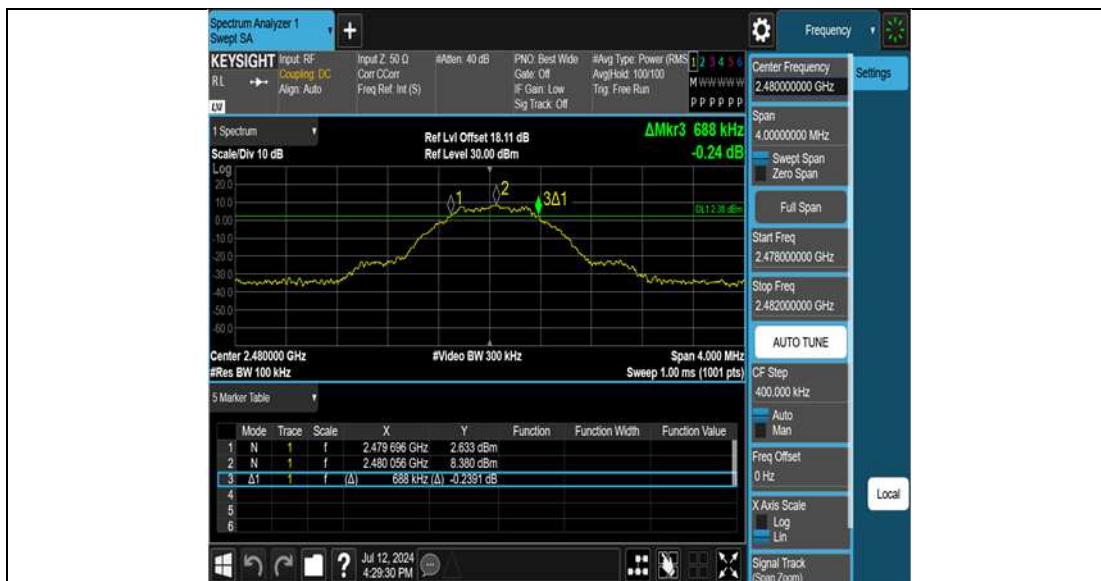 Spectrum Analyzer 1
Swept SA
+
Frequency
KEYSIGHT
RL
LXI
Input: RF
Coupling: DC
Align: Auto
Input Z: 50 Ω
Corr CCorr
Freq Ref: Int (S)
#Atten: 40 dB
PNO: Best Wide
Gate: Off
IF Gain: Low
Sig Track: Off
#Avg Type: Power (RMS
Avg|Hold: 100/100
Trig: Free Run
1 2 3 4 5 6
M W W W W W
P P P P P P
1 Spectrum
Scale/Div 10 dB
Ref Lvl Offset 18.11 dB
Ref Level 30.00 dBm
ΔMkr3 688 kHz
-0.24 dB
Log
20.0
10.0
0.00
-10.0
-20.0
-30.0
-40.0
-50.0
-60.0
1
2
3Δ1
DL1 2.38 dBm
Center 2.480000 GHz
#Video BW 300 kHz
Span 4.000 MHz
#Res BW 100 kHz
Sweep 1.00 ms (1001 pts)
5 Marker Table
Mode Trace Scale X Y Function Function Width Function Value
1 N 1 f 2.479 696 GHz 2.633 dBm
2 N 1 f 2.480 056 GHz 8.380 dBm
3 Δ1 1 f (Δ) 688 kHz (Δ) -0.2391 dB
4
5
6
?
Jul 12, 2024
4:29:30 PM
Center Frequency
2.480000000 GHz
Settings
Span
4.00000000 MHz
Swept Span
Zero Span
Full Span
Start Freq
2.478000000 GHz
Stop Freq
2.482000000 GHz
AUTO TUNE
CF Step
400.000 kHz
Auto
Man
Freq Offset
0 Hz
X Axis Scale
Log
Lin
Signal Track
(Span Zoom)
Local